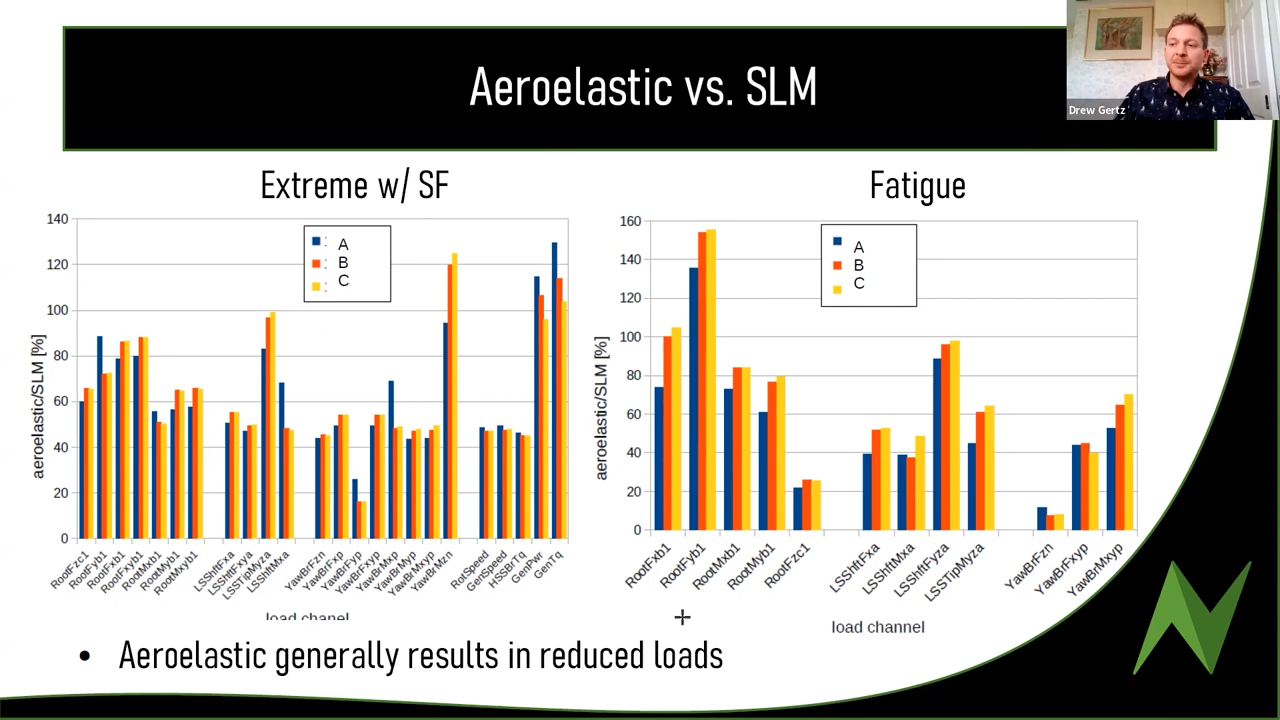 Aeroelastic vs. SLM
Drew Gertz
Extreme w/ SF
Fatigue
140
120
100
80
60
40
20
0
aeroelastic/SLM [%]
A
B
C
RootFzc1
RootFyb1
RootFxb1
RootFxyb1
RootMxb1
RootMyb1
RootMxyb1
LSShftFxa
LSShftFxya
LSSTipMyza
LSShftMxa
YawBrFzn
YawBrFxp
YawBrFyp
YawBrFxyp
YawBrMxp
YawBrMyp
YawBrMxyp
YawBrMzn
RotSpeed
GenSpeed
HSSBrTq
GenPwr
GenTq
load channel
160
140
120
100
80
60
40
20
0
aeroelastic/SLM [%]
A
B
C
RootFxb1
RootFyb1
RootMxb1
RootMyb1
RootFzc1
LSShftFxa
LSShftMxa
LSShftFyza
LSSTipMyza
YawBrFzn
YawBrFxyp
YawBrMxyp
load channel
• Aeroelastic generally results in reduced loads